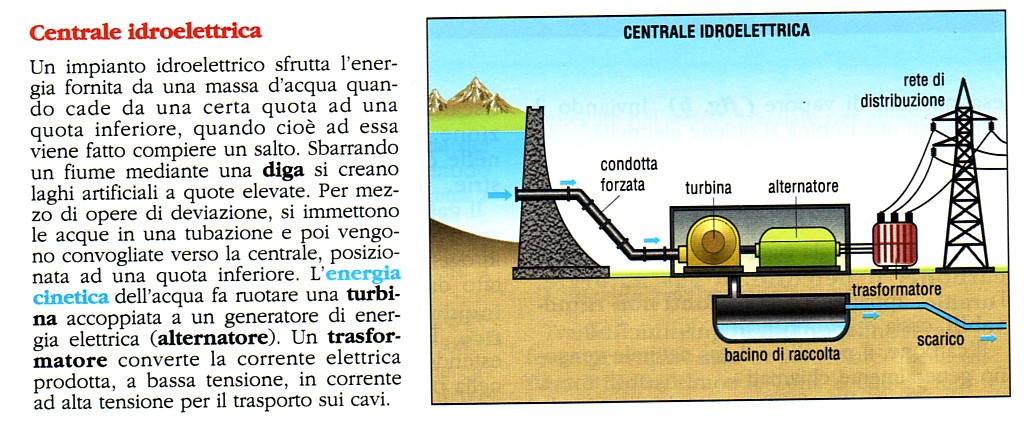 Centrale idroelettrica
Un impianto idroelettrico sfrutta l'ener-
gia fornita da una massa d'acqua quan-
do cade da una certa quota ad una
quota inferiore, quando cioè ad essa
viene fatto compiere un salto. Sbarrando
un fiume mediante una diga si creano
laghi artificiali a quote elevate. Per mez-
zo di opere di deviazione, si immettono
le acque in una tubazione e poi vengo-
no convogliate verso la centrale, posizio-
nata ad una quota inferiore. L'energia
cinetica dell'acqua fa ruotare una turbi-
na accoppiata a un generatore di ener-
gia elettrica (alternatore). Un trasfor-
matore converte la corrente elettrica
prodotta, a bassa tensione, in corrente
ad alta tensione per il trasporto sui cavi.
CENTRALE IDROELETTRICA
rete di
distribuzione
condotta
forzata
turbina
alternatore
trasformatore
scarico
bacino di raccolta